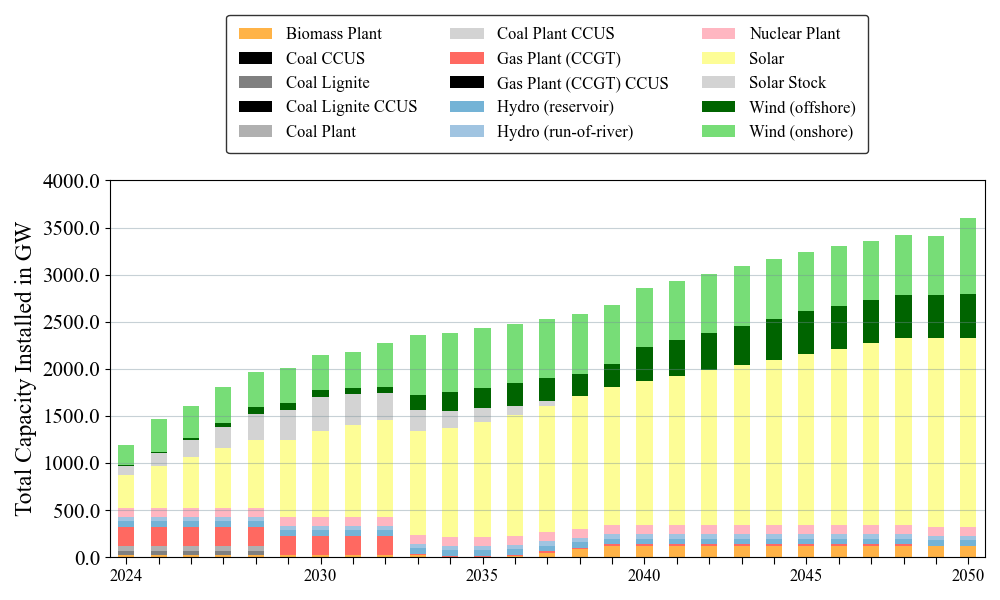 Biomass Plant
Coal CCUS
Coal Lignite
Coal Lignite CCUS
Coal Plant
Coal Plant CCUS
Gas Plant (CCGT)
Gas Plant (CCGT) CCUS
Hydro (reservoir)
Hydro (run-of-river)
Nuclear Plant
Solar
Solar Stock
Wind (offshore)
Wind (onshore)
Total Capacity Installed in GW
4000.0
3500.0
3000.0
2500.0
2000.0
1500.0
1000.0
500.0
0.0
2024
2030
2035
2040
2045
2050